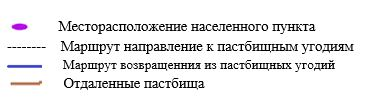 Месторасположение населенного пункта
Маршрут направление к пастбищным угодиям
Маршрут возвращения из пастбищных угодий
Отдаленные пастбища